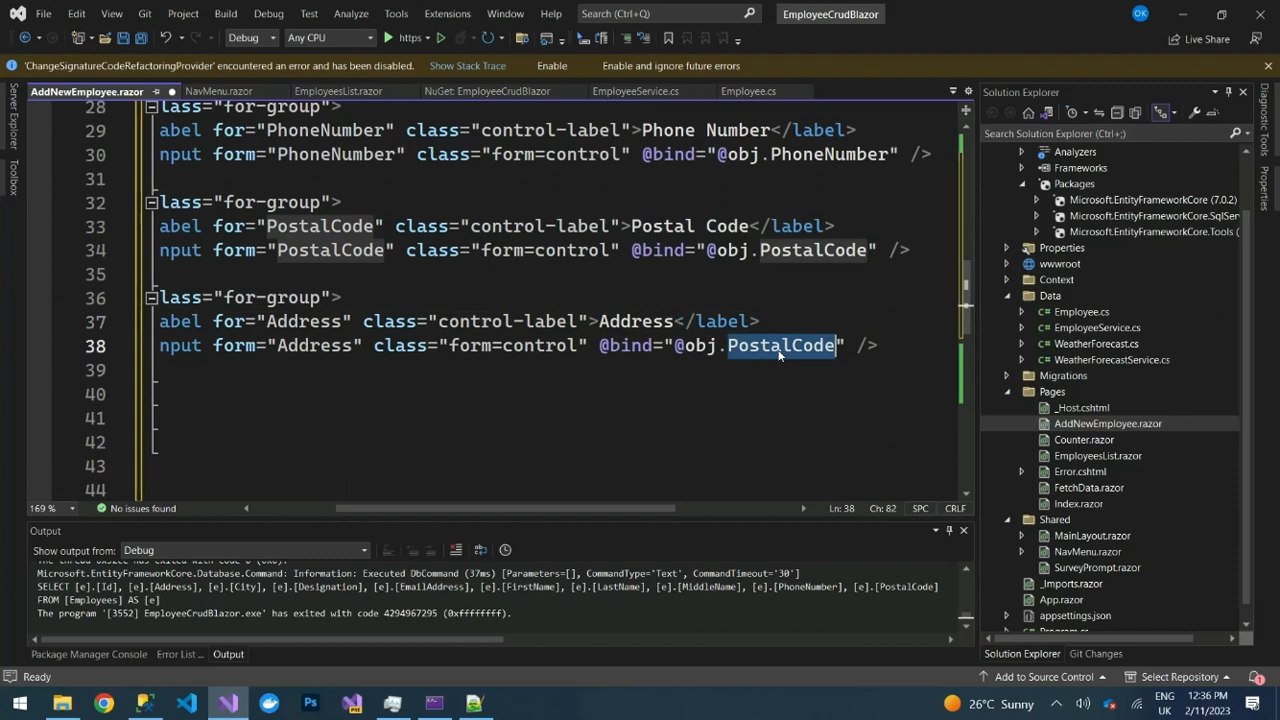 File Edit View Git Project Build Debug Test Analyze Tools Extensions Window Help Search (Ctrl+Q) EmployeeCrudBlazor OK
Debug Any CPU https Live Share
'ChangeSignatureCodeRefactoringProvider' encountered an error and has been disabled. Show Stack Trace Enable Enable and ignore future errors
Server Explorer
Toolbox
AddNewEmployee.razor NavMenu.razor EmployeesList.razor NuGet: EmployeeCrudBlazor EmployeeService.cs Employee.cs
28 lass="for-group">
29 abel for="PhoneNumber" class="control-label">Phone Number</label>
30 nput form="PhoneNumber" class="form=control" @bind="@obj.PhoneNumber" />
31
32 lass="for-group">
33 abel for="PostalCode" class="control-label">Postal Code</label>
34 nput form="PostalCode" class="form=control" @bind="@obj.PostalCode" />
35
36 lass="for-group">
37 abel for="Address" class="control-label">Address</label>
38 nput form="Address" class="form=control" @bind="@obj.PostalCode" />
39
40
41
42
43
44
169 % No issues found Ln: 38 Ch: 82 SPC CRLF
Output
Show output from: Debug
Microsoft.EntityFrameworkCore.Database.Command: Information: Executed DbCommand (37ms) [Parameters=[], CommandType='Text', CommandTimeout='30']
SELECT [e].[Id], [e].[Address], [e].[City], [e].[Designation], [e].[EmailAddress], [e].[FirstName], [e].[LastName], [e].[MiddleName], [e].[PhoneNumber], [e].[PostalCode]
FROM [Employees] AS [e]
The program '[3552] EmployeeCrudBlazor.exe' has exited with code 4294967295 (0xffffffff).
Package Manager Console Error List ... Output
Solution Explorer
Search Solution Explorer (Ctrl+;)
Analyzers
Frameworks
Packages
Microsoft.EntityFrameworkCore (7.0.2)
Microsoft.EntityFrameworkCore.SqlSe
Microsoft.EntityFrameworkCore.Tools (
Properties
wwwroot
Context
Data
Employee.cs
EmployeeService.cs
WeatherForecast.cs
WeatherForecastService.cs
Migrations
Pages
_Host.cshtml
AddNewEmployee.razor
Counter.razor
EmployeesList.razor
Error.cshtml
FetchData.razor
Index.razor
Shared
MainLayout.razor
NavMenu.razor
SurveyPrompt.razor
_Imports.razor
App.razor
appsettings.json
Solution Explorer Git Changes
Diagnostic Tools
Properties
Ready Add to Source Control Select Repository
26°C Sunny ENG UK 12:36 PM 2/11/2023